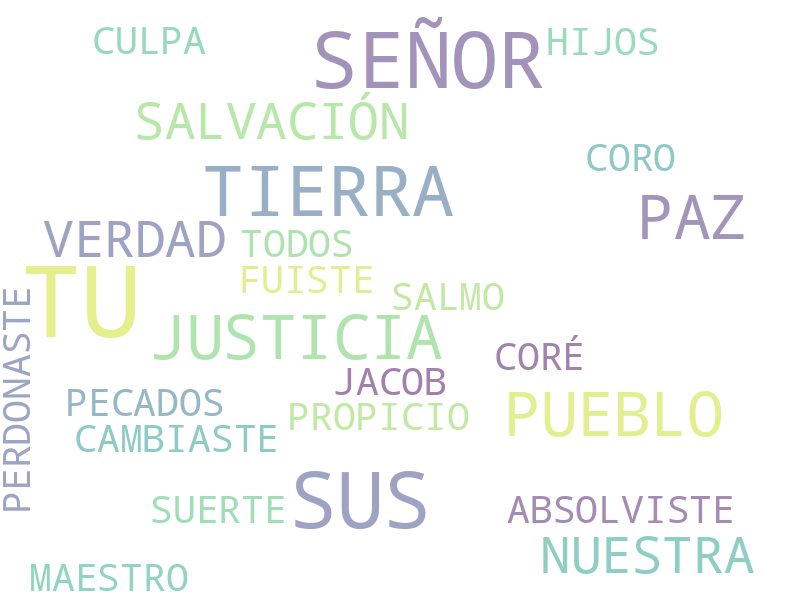 CULPA
SEÑOR
HIJOS
SALVACIÓN
CORO
TIERRA
PAZ
VERDAD
TODOS
TU
FUISTE
SALMO
PERDONASTE
JUSTICIA
CORÉ
JACOB
PECADOS
PROPICIO
PUEBLO
CAMBIASTE
SUS
SUERTE
ABSOLVISTE
NUESTRA
MAESTRO